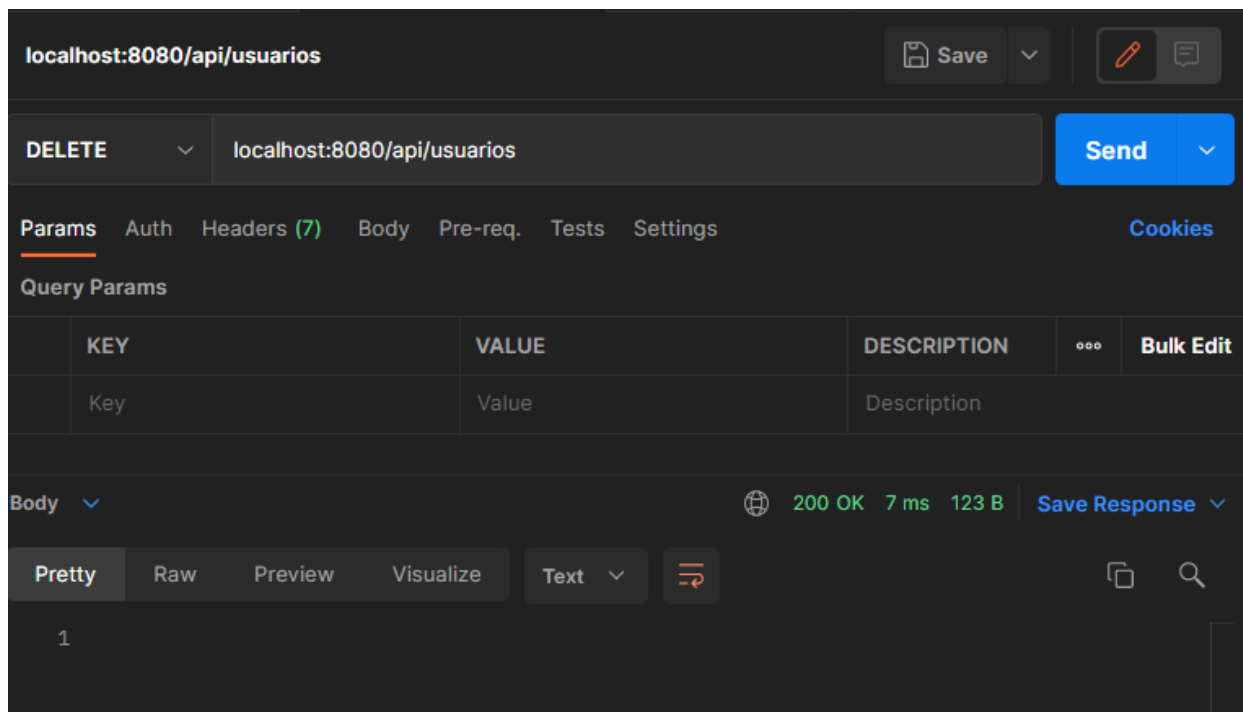 localhost:8080/api/usuarios Save
DELETE localhost:8080/api/usuarios Send
Params Auth Headers (7) Body Pre-req. Tests Settings Cookies
Query Params
KEY VALUE DESCRIPTION Bulk Edit
Key Value Description
Body 200 OK 7 ms 123 B Save Response
Pretty Raw Preview Visualize Text
1